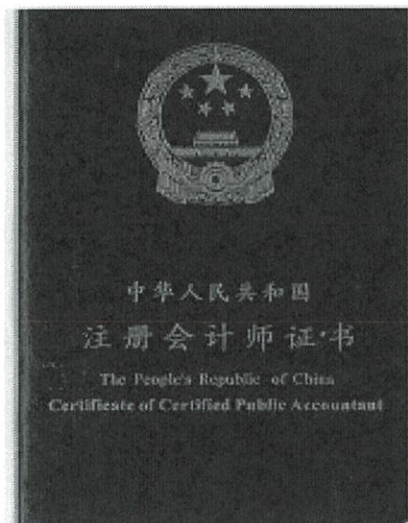 中华人民共和国
注册会计师证书
The People's Republic of China
Certificate of Certified Public Accountant